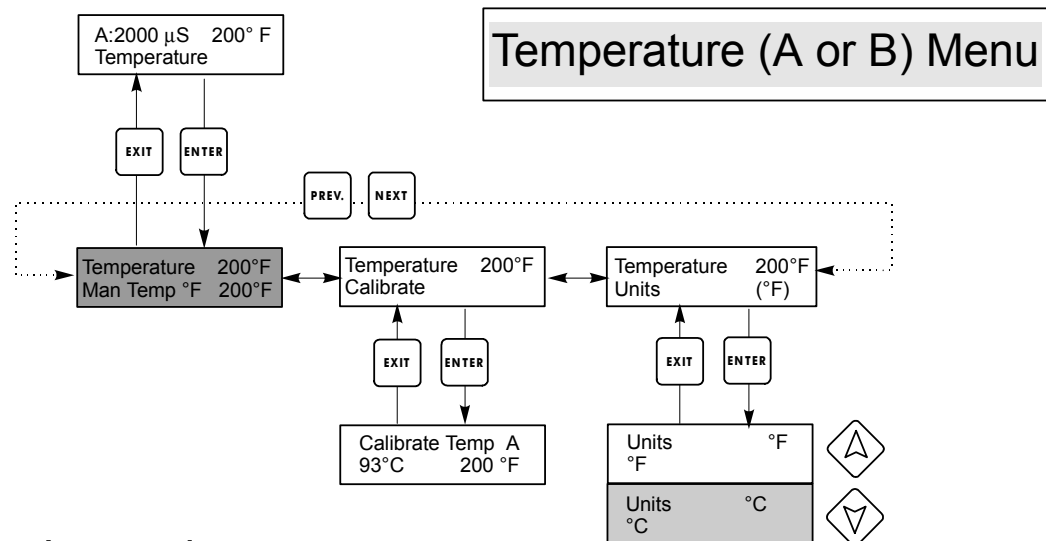 A:2000 µS 200° F
Temperature
Temperature (A or B) Menu
EXIT
ENTER
PREV.
NEXT
Temperature 200°F
Man Temp °F 200°F
Temperature 200°F
Calibrate
Temperature 200°F
Units (°F)
EXIT
ENTER
EXIT
ENTER
Calibrate Temp A
93°C 200 °F
Units °F
°F
Units °C
°C